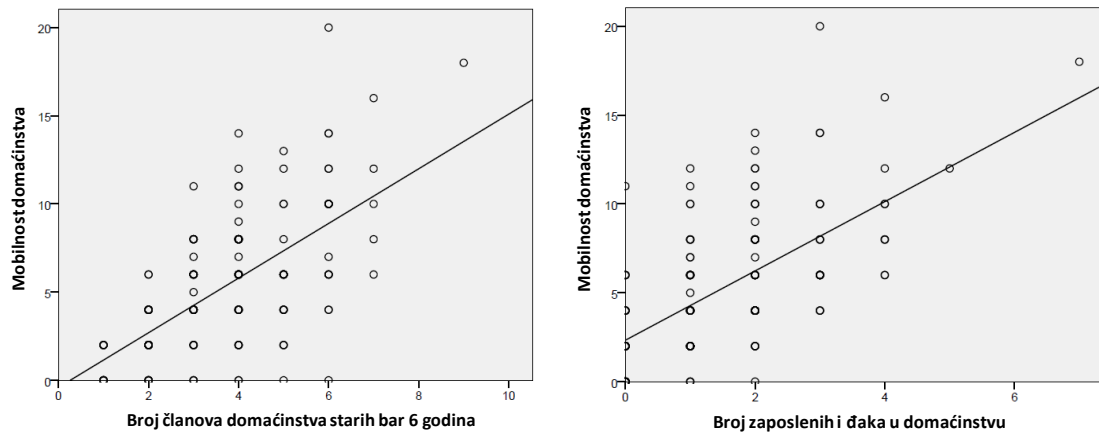 20
15
10
5
0
Mobilnost domaćinstva
0 2 4 6 8 10
Broj članova domaćinstva starih bar 6 godina
20
15
10
5
0
Mobilnost domaćinstva
0 2 4 6
Broj zaposlenih i đaka u domaćinstvu